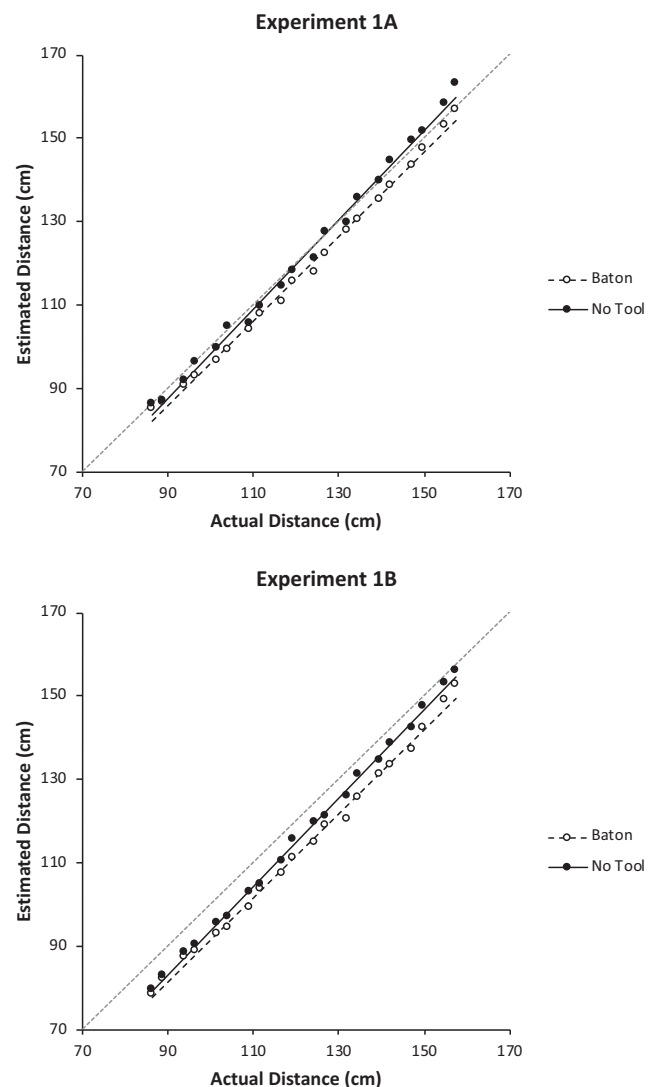 Experiment 1A
170
150
130
110
90
70
70 90 110 130 150 170
Estimated Distance (cm)
Actual Distance (cm)
Baton
No Tool
Experiment 1B
170
150
130
110
90
70
70 90 110 130 150 170
Estimated Distance (cm)
Actual Distance (cm)
Baton
No Tool